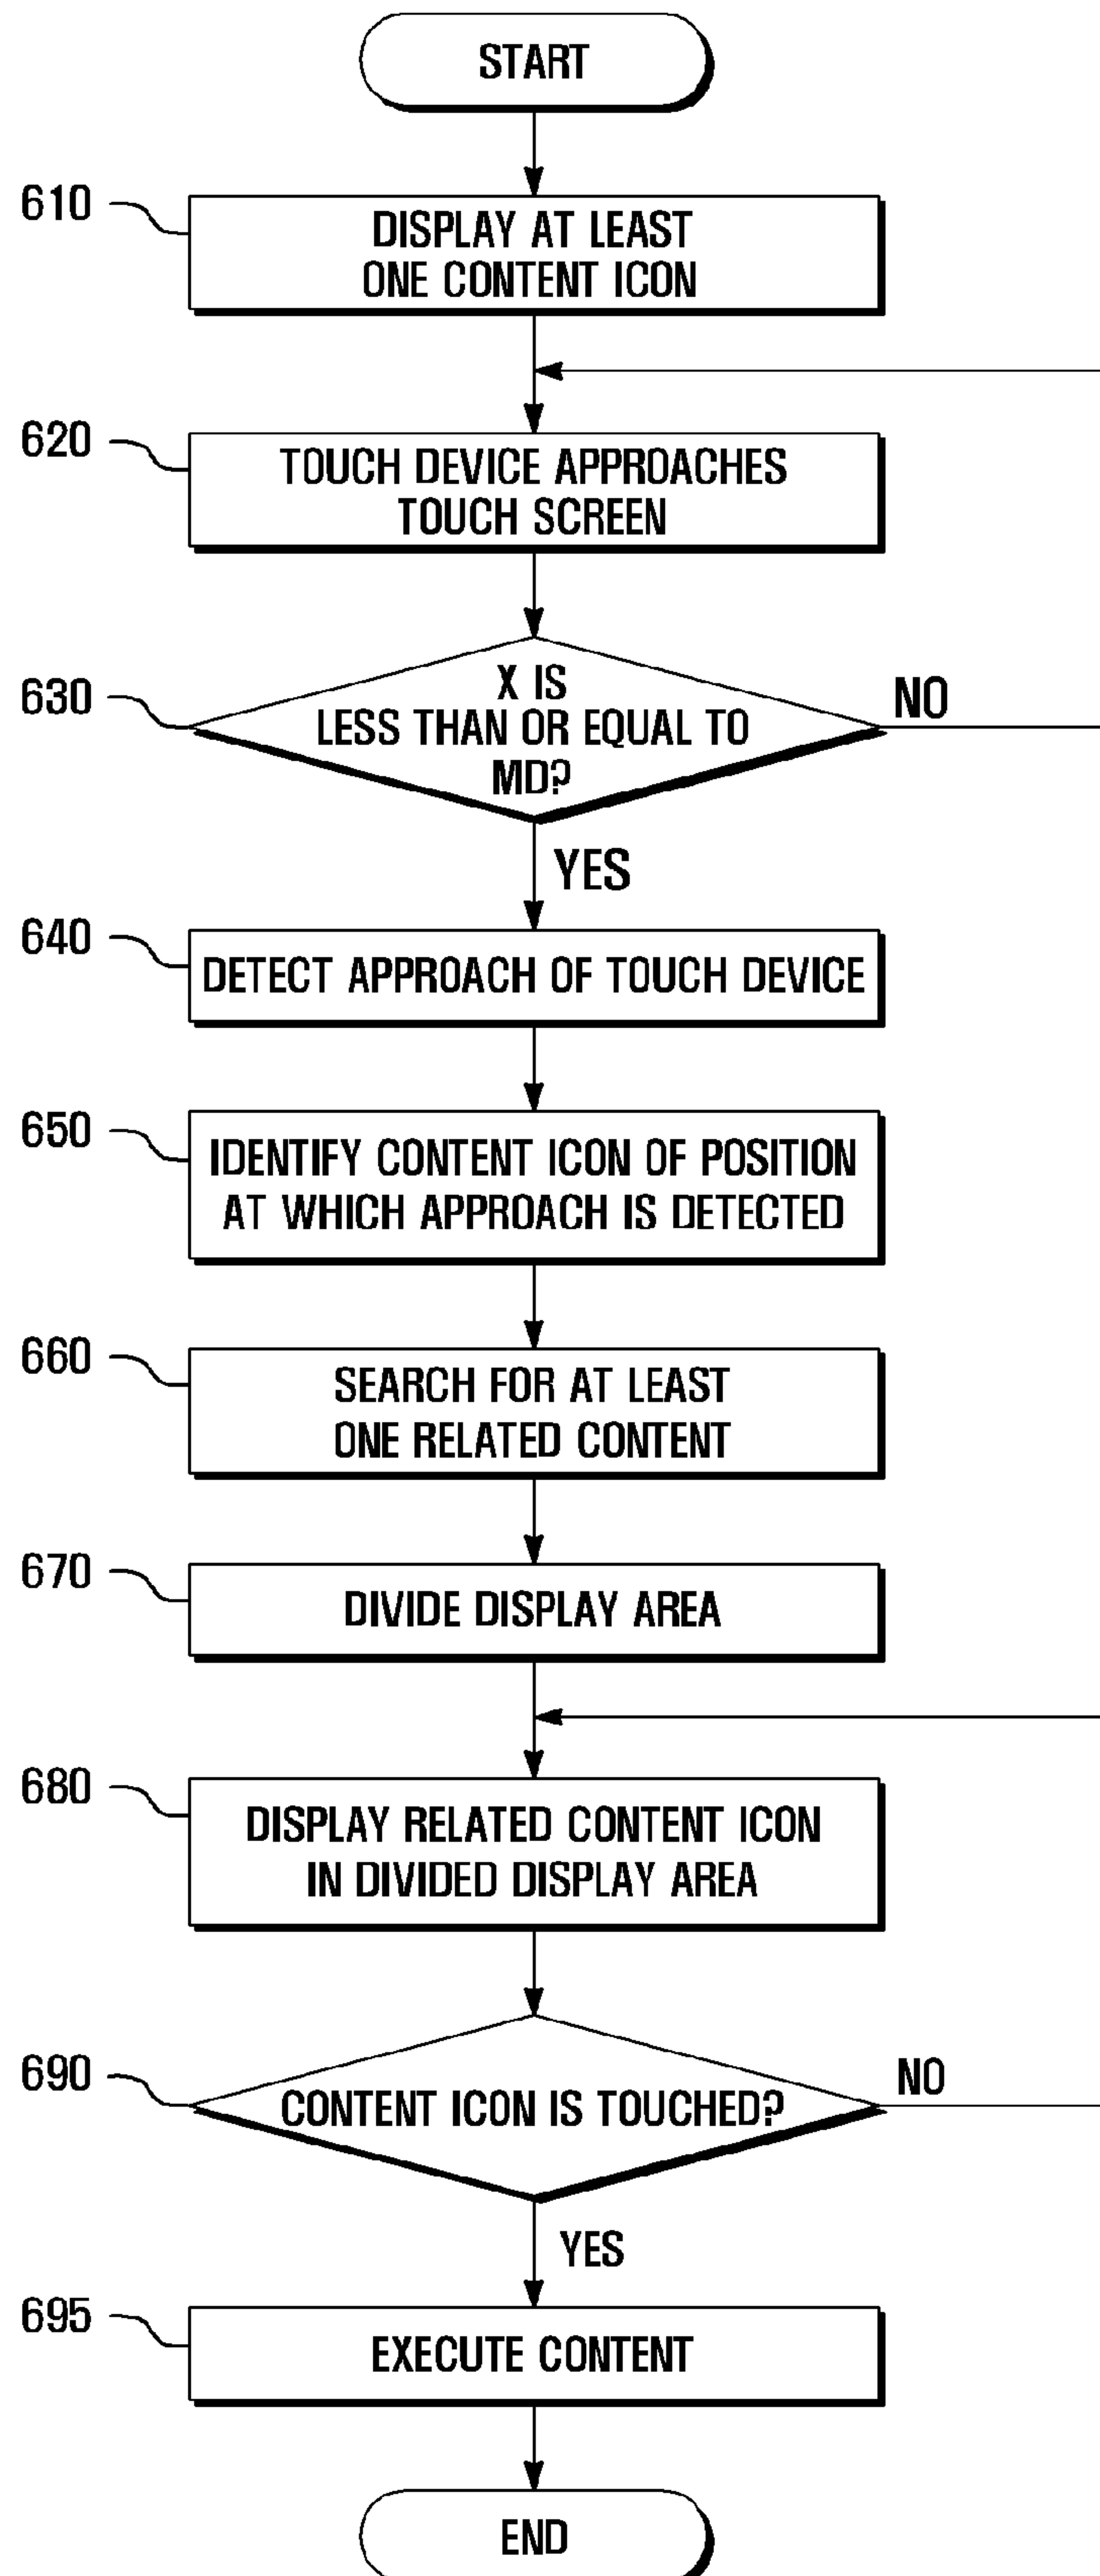 START
610
DISPLAY AT LEAST
ONE CONTENT ICON
620
TOUCH DEVICE APPROACHES
TOUCH SCREEN
630
X IS
LESS THAN OR EQUAL TO
MD?
NO
YES
640
DETECT APPROACH OF TOUCH DEVICE
650
IDENTIFY CONTENT ICON OF POSITION
AT WHICH APPROACH IS DETECTED
660
SEARCH FOR AT LEAST
ONE RELATED CONTENT
670
DIVIDE DISPLAY AREA
680
DISPLAY RELATED CONTENT ICON
IN DIVIDED DISPLAY AREA
690
CONTENT ICON IS TOUCHED?
NO
YES
695
EXECUTE CONTENT
END